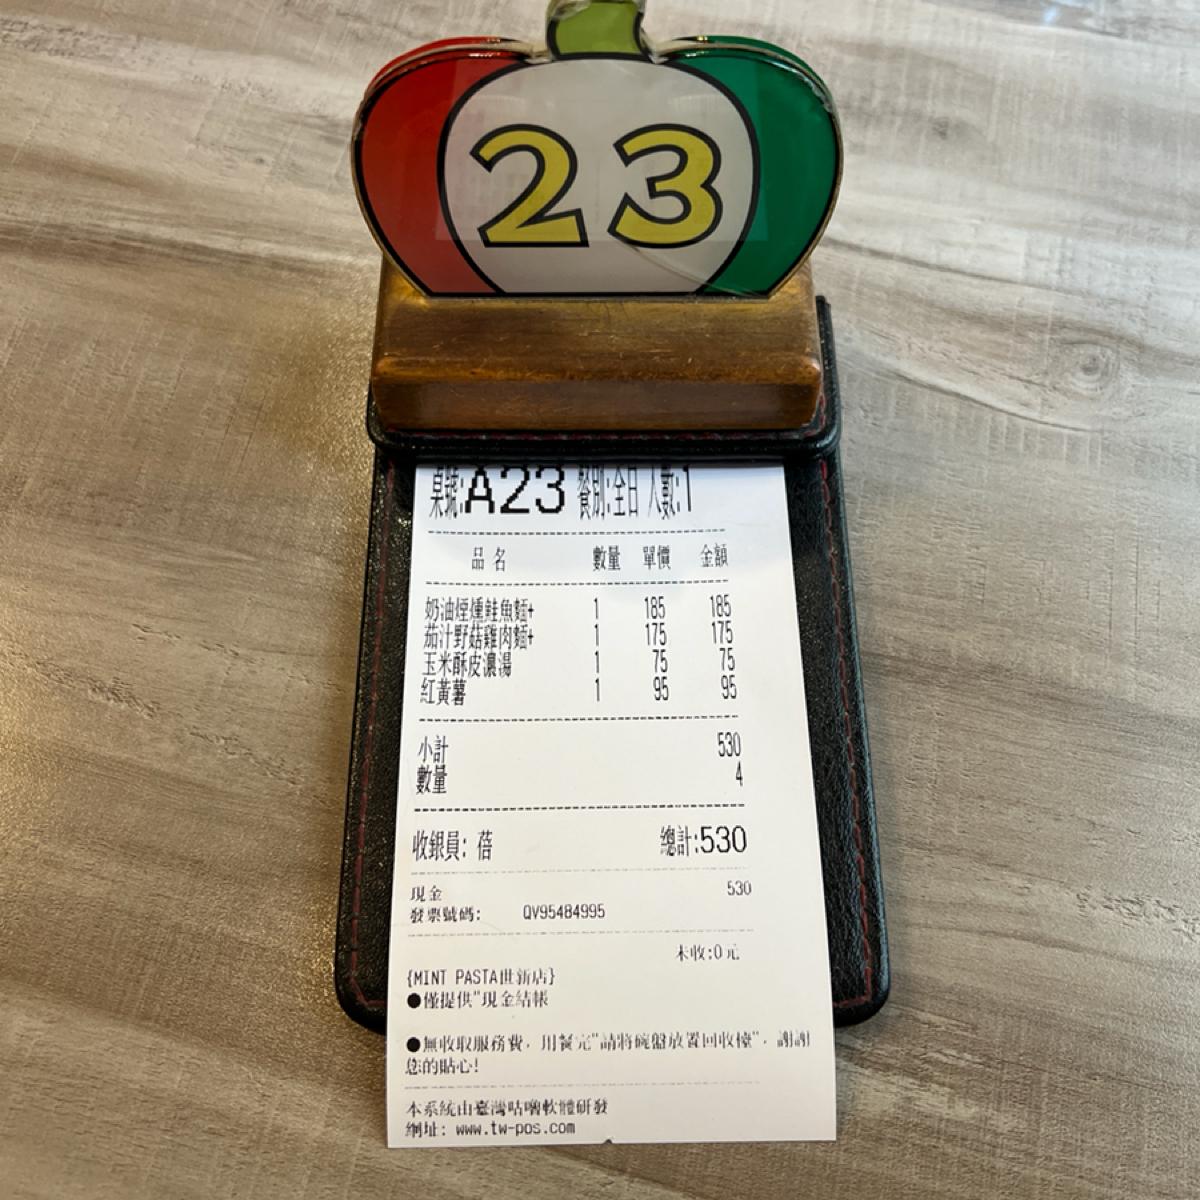 23
桌號:A23 餐別:全日 人數:1
品名 數量 單價 金額
奶油煙燻鮭魚麵+ 1 185 185
茄汁野菇雞肉麵+ 1 175 175
玉米酥皮濃湯 1 75 75
紅黃薯 1 95 95
小計 530
數量 4
收銀員: 蓓 總計:530
現金 530
發票號碼: QV95484995
未收:0元
{MINT PASTA世新店}
●僅提供"現金結帳
●無收取服務費, 用餐完"請將碗盤放置回收檯", 謝謝
您的貼心!
本系統由臺灣咕嚕軟體研發
網址: www.tw-pos.com